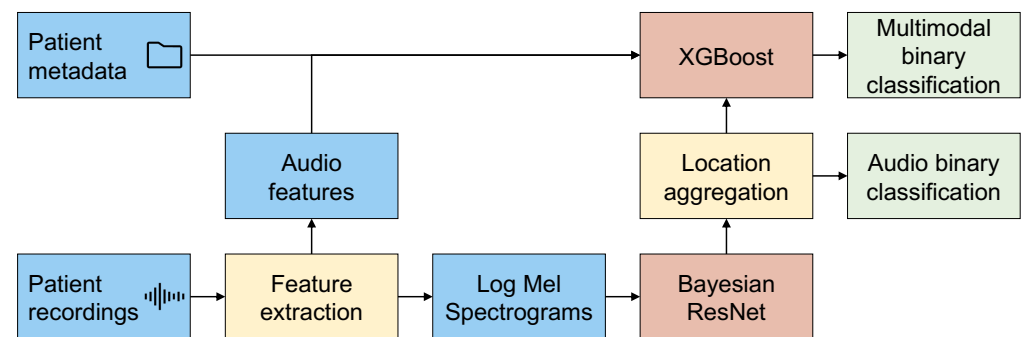 Patient
metadata
XGBoost
Multimodal
binary
classification
Audio
features
Location
aggregation
Audio binary
classification
Patient
recordings
Feature
extraction
Log Mel
Spectrograms
Bayesian
ResNet